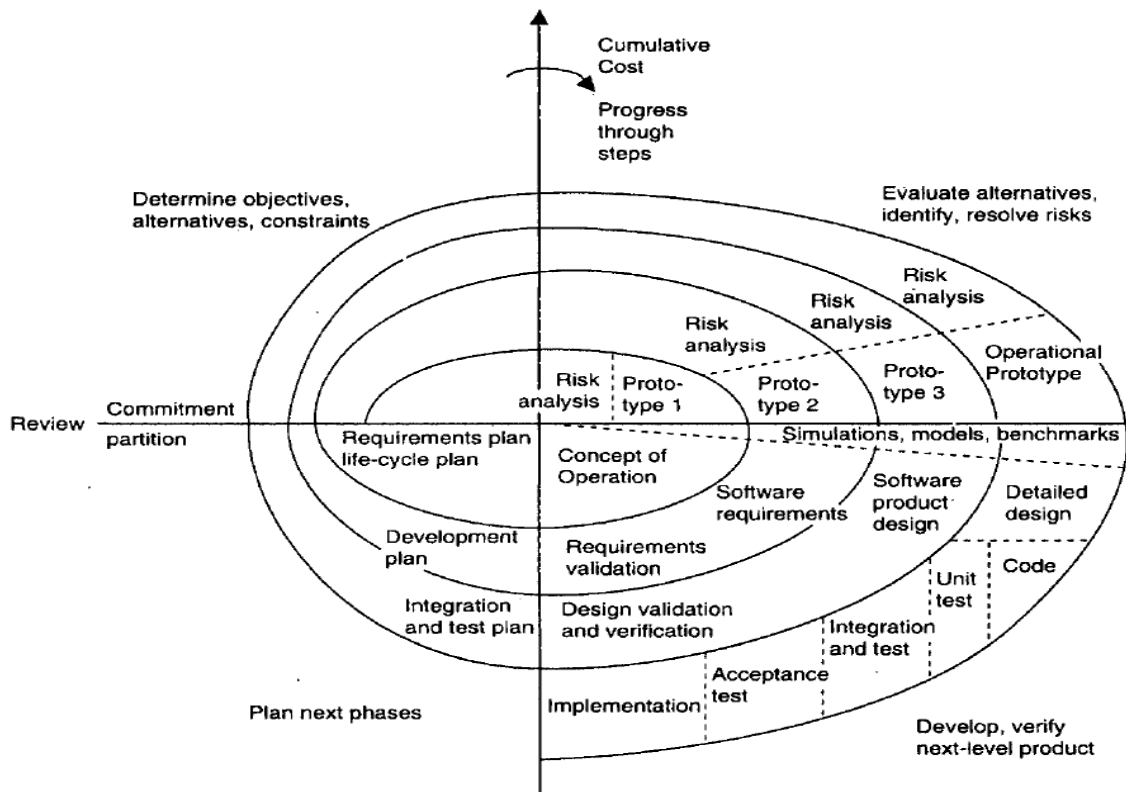 Cumulative
Cost
Progress
through
steps
Determine objectives,
alternatives, constraints
Evaluate alternatives,
identify, resolve risks
Risk
analysis
Risk
analysis
Risk
analysis
Risk
analysis
Proto-
type 1
Proto-
type 2
Proto-
type 3
Operational
Prototype
Review
Commitment
partition
Simulations, models, benchmarks
Requirements plan
life-cycle plan
Concept of
Operation
Software
requirements
Software
product
design
Detailed
design
Development
plan
Requirements
validation
Code
Unit
test
Integration
and test plan
Design validation
and verification
Integration
and test
Acceptance
test
Implementation
Plan next phases
Develop, verify
next-level product